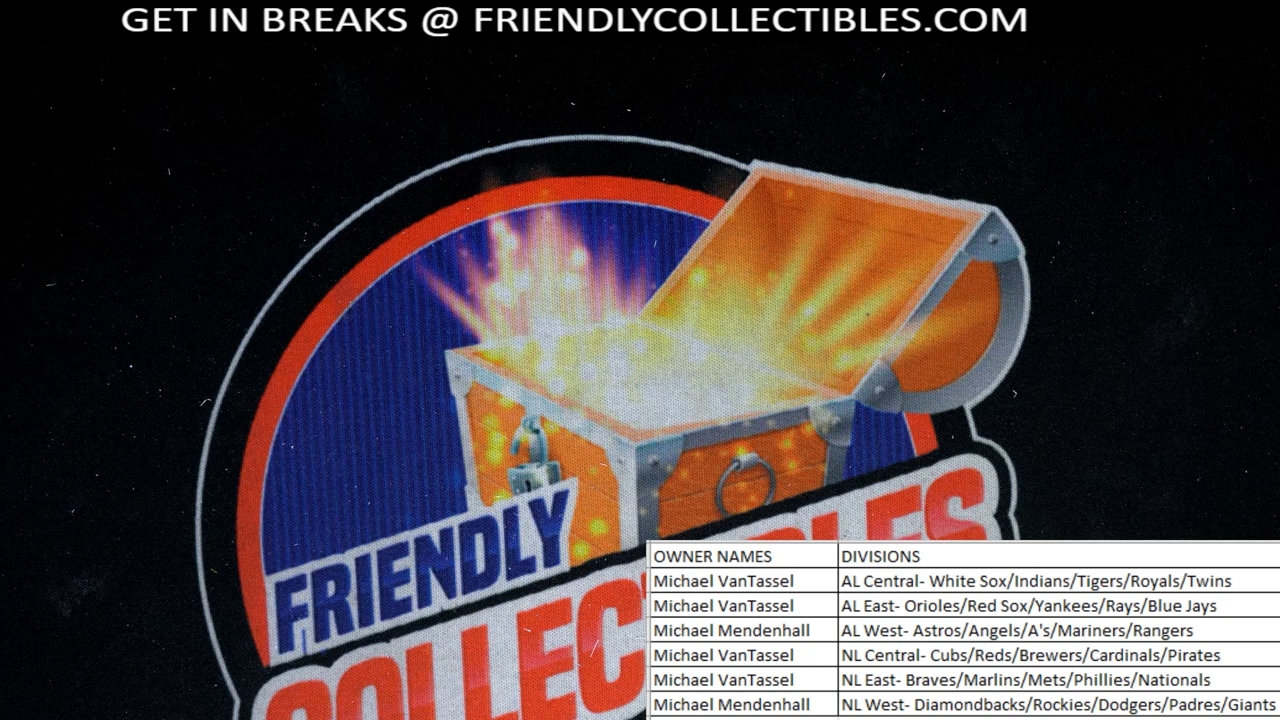 GET IN BREAKS @ FRIENDLYCOLLECTIBLES.COM
FRIENDLY
OWNER NAMES DIVISIONS
Michael VanTassel AL Central- White Sox/Indians/Tigers/Royals/Twins
Michael VanTassel AL East- Orioles/Red Sox/Yankees/Rays/Blue Jays
Michael Mendenhall AL West- Astros/Angels/A's/Mariners/Rangers
Michael VanTassel NL Central- Cubs/Reds/Brewers/Cardinals/Pirates
Michael VanTassel NL East- Braves/Marlins/Mets/Phillies/Nationals
Michael Mendenhall NL West- Diamondbacks/Rockies/Dodgers/Padres/Giants